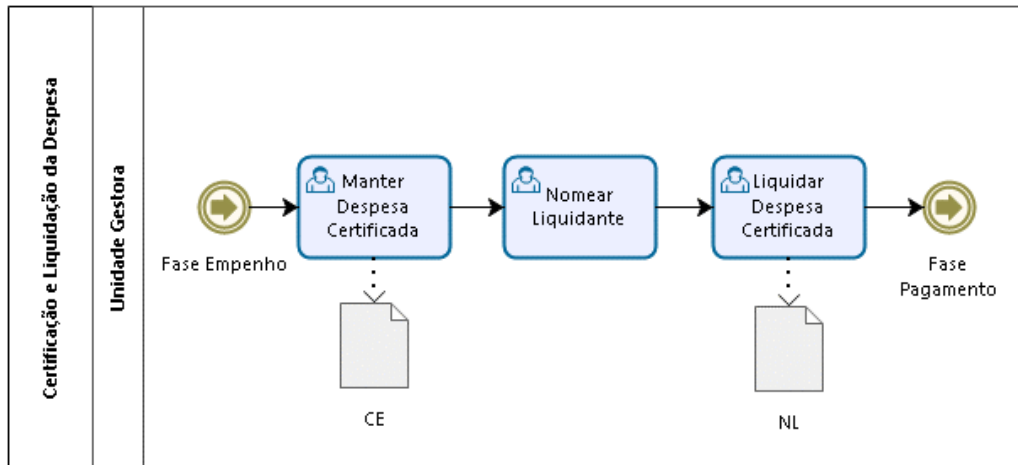 Certificação e Liquidação da Despesa
Unidade Gestora
Fase Empenho
Manter
Despesa
Certificada
CE
Nomear
Liquidante
Liquidar
Despesa
Certificada
NL
Fase
Pagamento